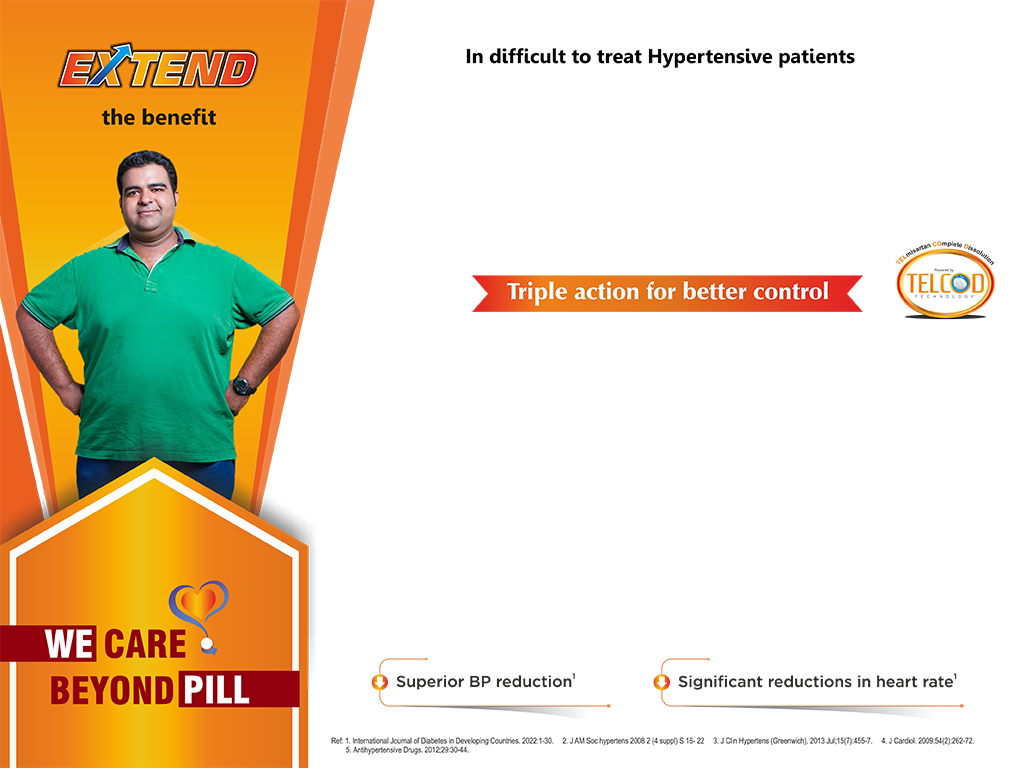 EXTEND
the benefit
In difficult to treat Hypertensive patients
Triple action for better control
TELmisartan COmplete Dissolution
Powered by
TELCOD
TECHNOLOGY
WE CARE
BEYOND PILL
Superior BP reduction1
Significant reductions in heart rate1
Ref: 1. International Journal of Diabetes in Developing Countries. 2022:1-30. 2. J AM Soc hypertens 2008 2 (4 suppl) S 16- 22 3. J Clin Hypertens (Greenwich). 2013 Jul;15(7):455-7. 4. J Cardiol. 2009;54(2):262-72.
5. Antihypertensive Drugs. 2012;29:30-44.